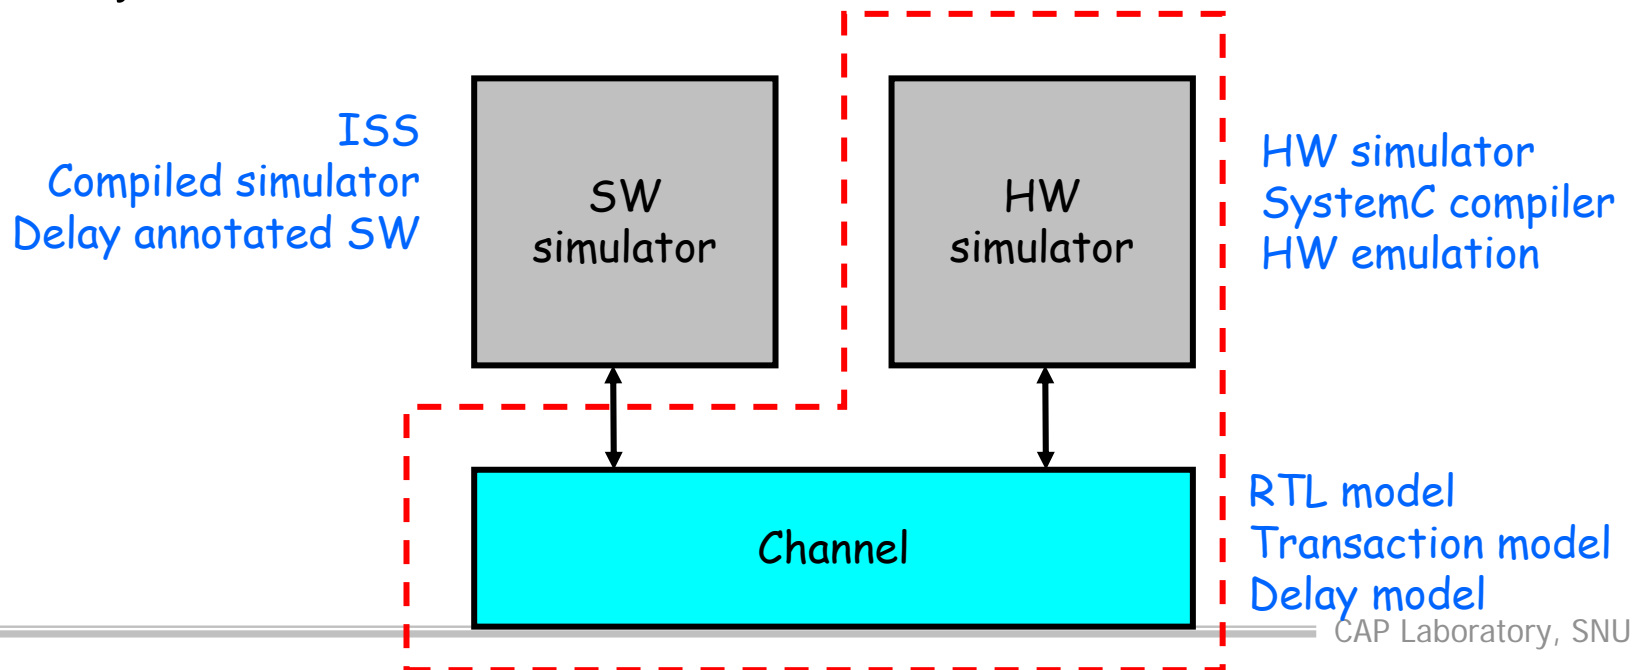 ISS
Compiled simulator
Delay annotated SW
SW
simulator
HW
simulator
HW simulator
SystemC compiler
HW emulation
Channel
RTL model
Transaction model
Delay model
CAP Laboratory, SNU